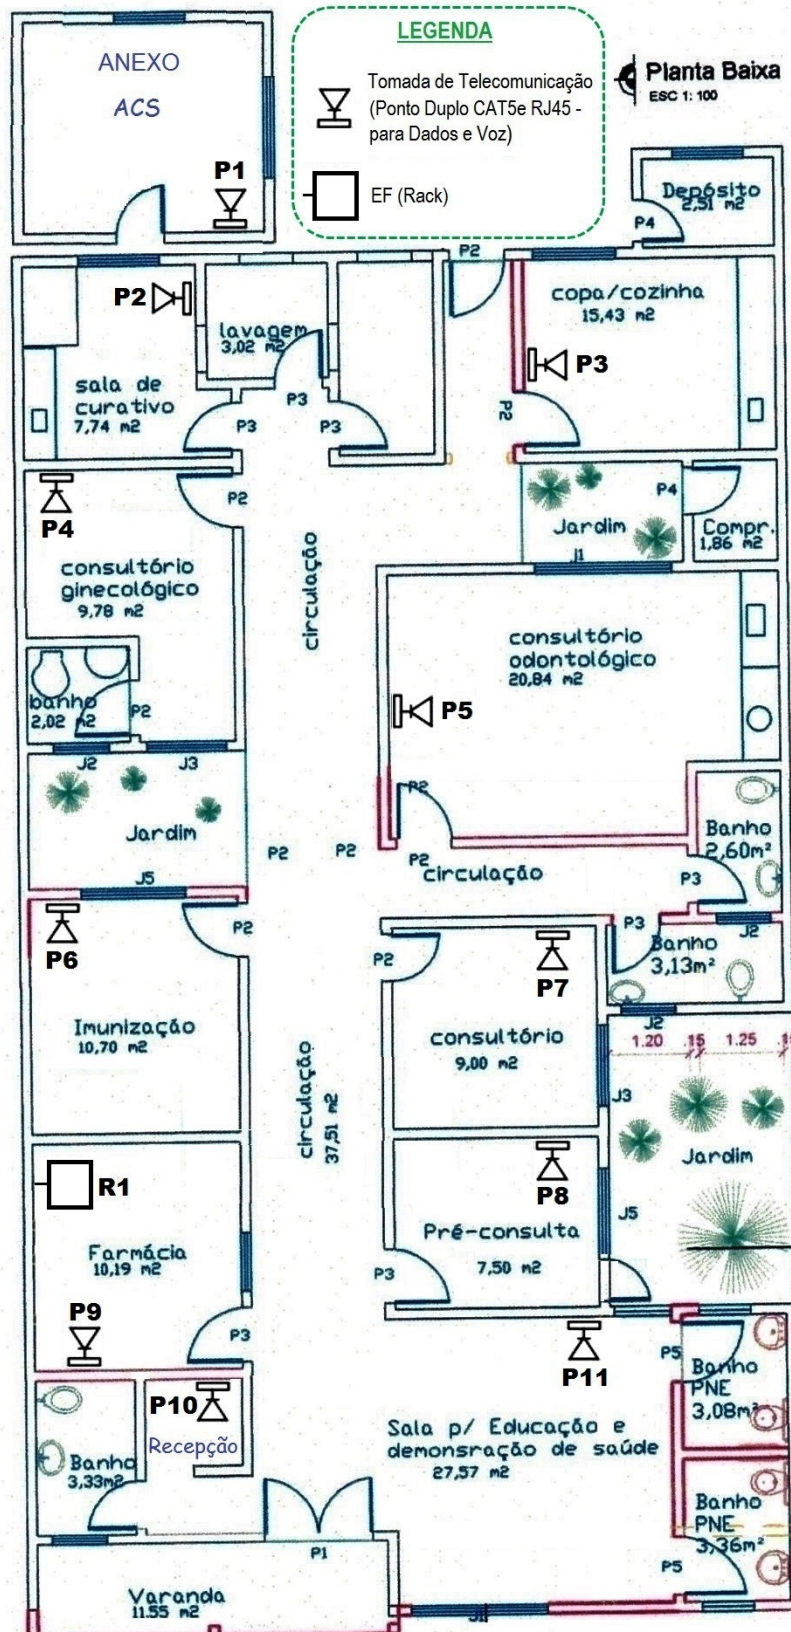 LEGENDA
Tomada de Telecomunicação
(Ponto Duplo CAT5e RJ45 -
para Dados e Voz)
EF (Rack)
Planta Baixa
ESC 1: 100
ANEXO
ACS
P1
Depósito
2,51 m2
P4
P2
P2
lavagem
3,02 m2
copa/cozinha
15,43 m2
P3
sala de
curativo
7,74 m2
P3
P3
P3
P2
P4
P2
Jardim
P4
Compr.
1,86 m2
J1
consultório
ginecológico
9,78 m2
circulação
consultório
odontológico
20,84 m2
banho
2,02 m2
P2
P5
J2
J3
Jardim
P2
P2
P2
P2
circulação
Banho
2,60m²
P3
J5
P6
P2
P7
P2
P3
Banho
3,13m²
J2
J2
Imunização
10,70 m2
consultório
9,00 m2
1.20
.15
1.25
.15
J3
circulação
37,51 m2
Jardim
R1
P8
J5
Farmácia
10,19 m2
Pré-consulta
7,50 m2
P3
P9
P3
P11
P5
Banho
PNE
3,08m²
P10
Recepção
Banho
3,33m2
Sala p/ Educação e
demonsração de saúde
27,57 m2
Banho
PNE
3,36m²
P1
P5
Varanda
11.55 m2
J1